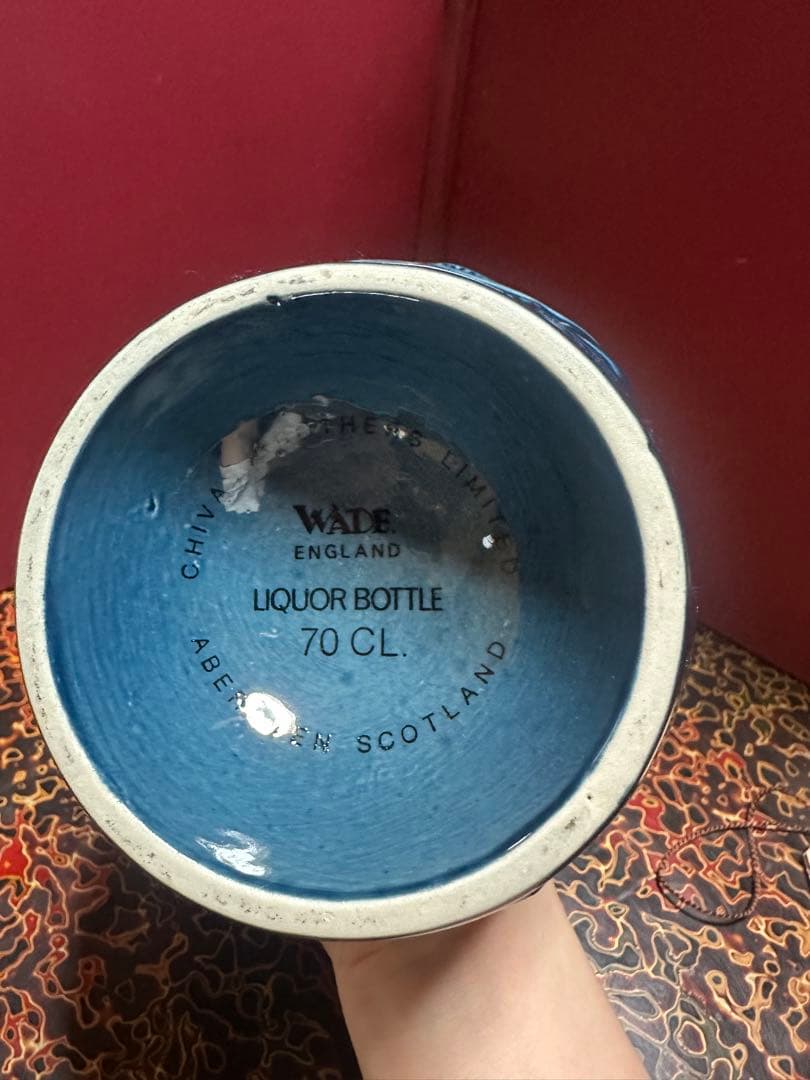 LIMITED
WADE
ENGLAND
LIQUOR BOTTLE
70 CL.
SCOTLAND